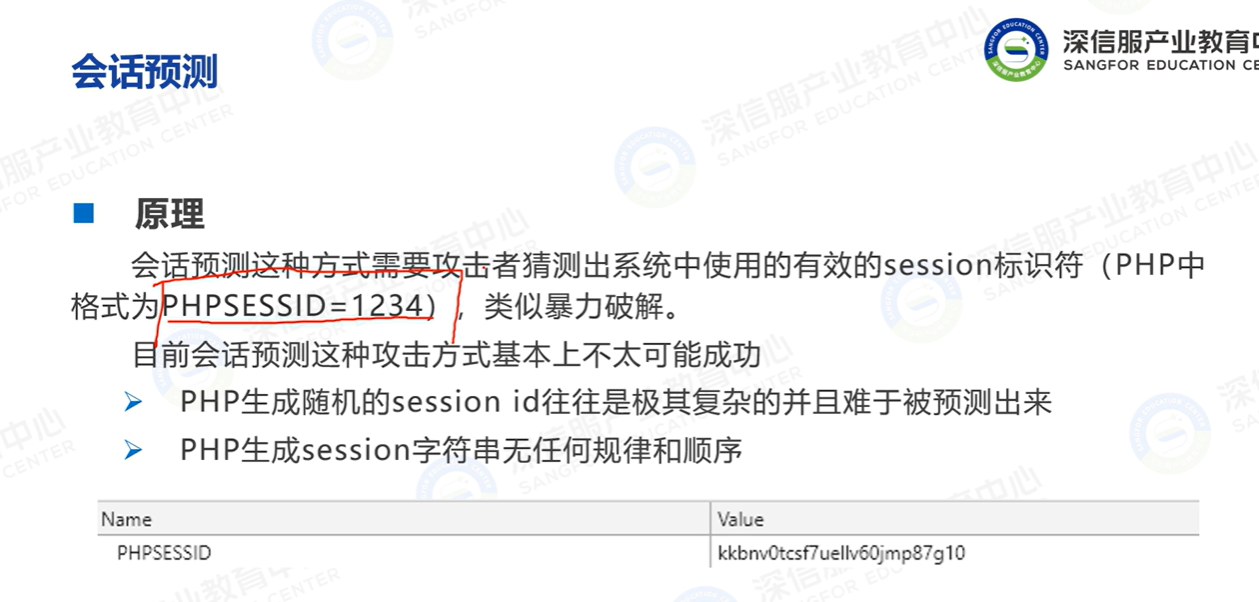 会话预测
深信服产业教育中
SANGFOR EDUCATION CE
原理
会话预测这种方式需要攻击者猜测出系统中使用的有效的session标识符（PHP中
格式为PHPSESSID=1234），类似暴力破解。
目前会话预测这种攻击方式基本上不太可能成功
PHP生成随机的session id往往是极其复杂的并且难于被预测出来
PHP生成session字符串无任何规律和顺序
Name Value
PHPSESSID kkbnv0tcsf7uellv60jmp87g10